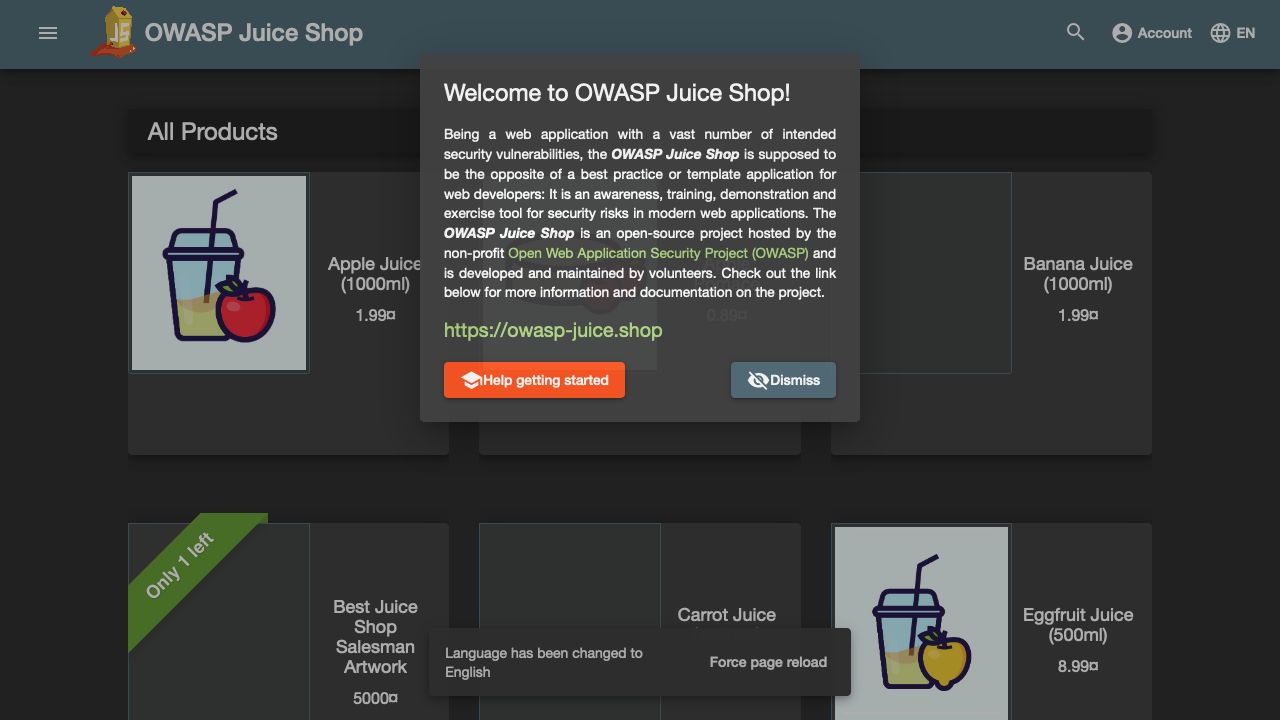 OWASP Juice Shop
Account
EN
All Products
Welcome to OWASP Juice Shop!
Being a web application with a vast number of intended
security vulnerabilities, the OWASP Juice Shop is supposed to
be the opposite of a best practice or template application for
web developers: It is an awareness, training, demonstration and
exercise tool for security risks in modern web applications. The
OWASP Juice Shop is an open-source project hosted by the
non-profit Open Web Application Security Project (OWASP) and
is developed and maintained by volunteers. Check out the link
below for more information and documentation on the project.
https://owasp-juice.shop
Help getting started
Dismiss
Apple Juice
(1000ml)
1.99¤
0.89¤
Banana Juice
(1000ml)
1.99¤
Only 1 left
Best Juice
Shop
Salesman
Artwork
5000¤
Carrot Juice
Eggfruit Juice
(500ml)
8.99¤
Language has been changed to
English
Force page reload